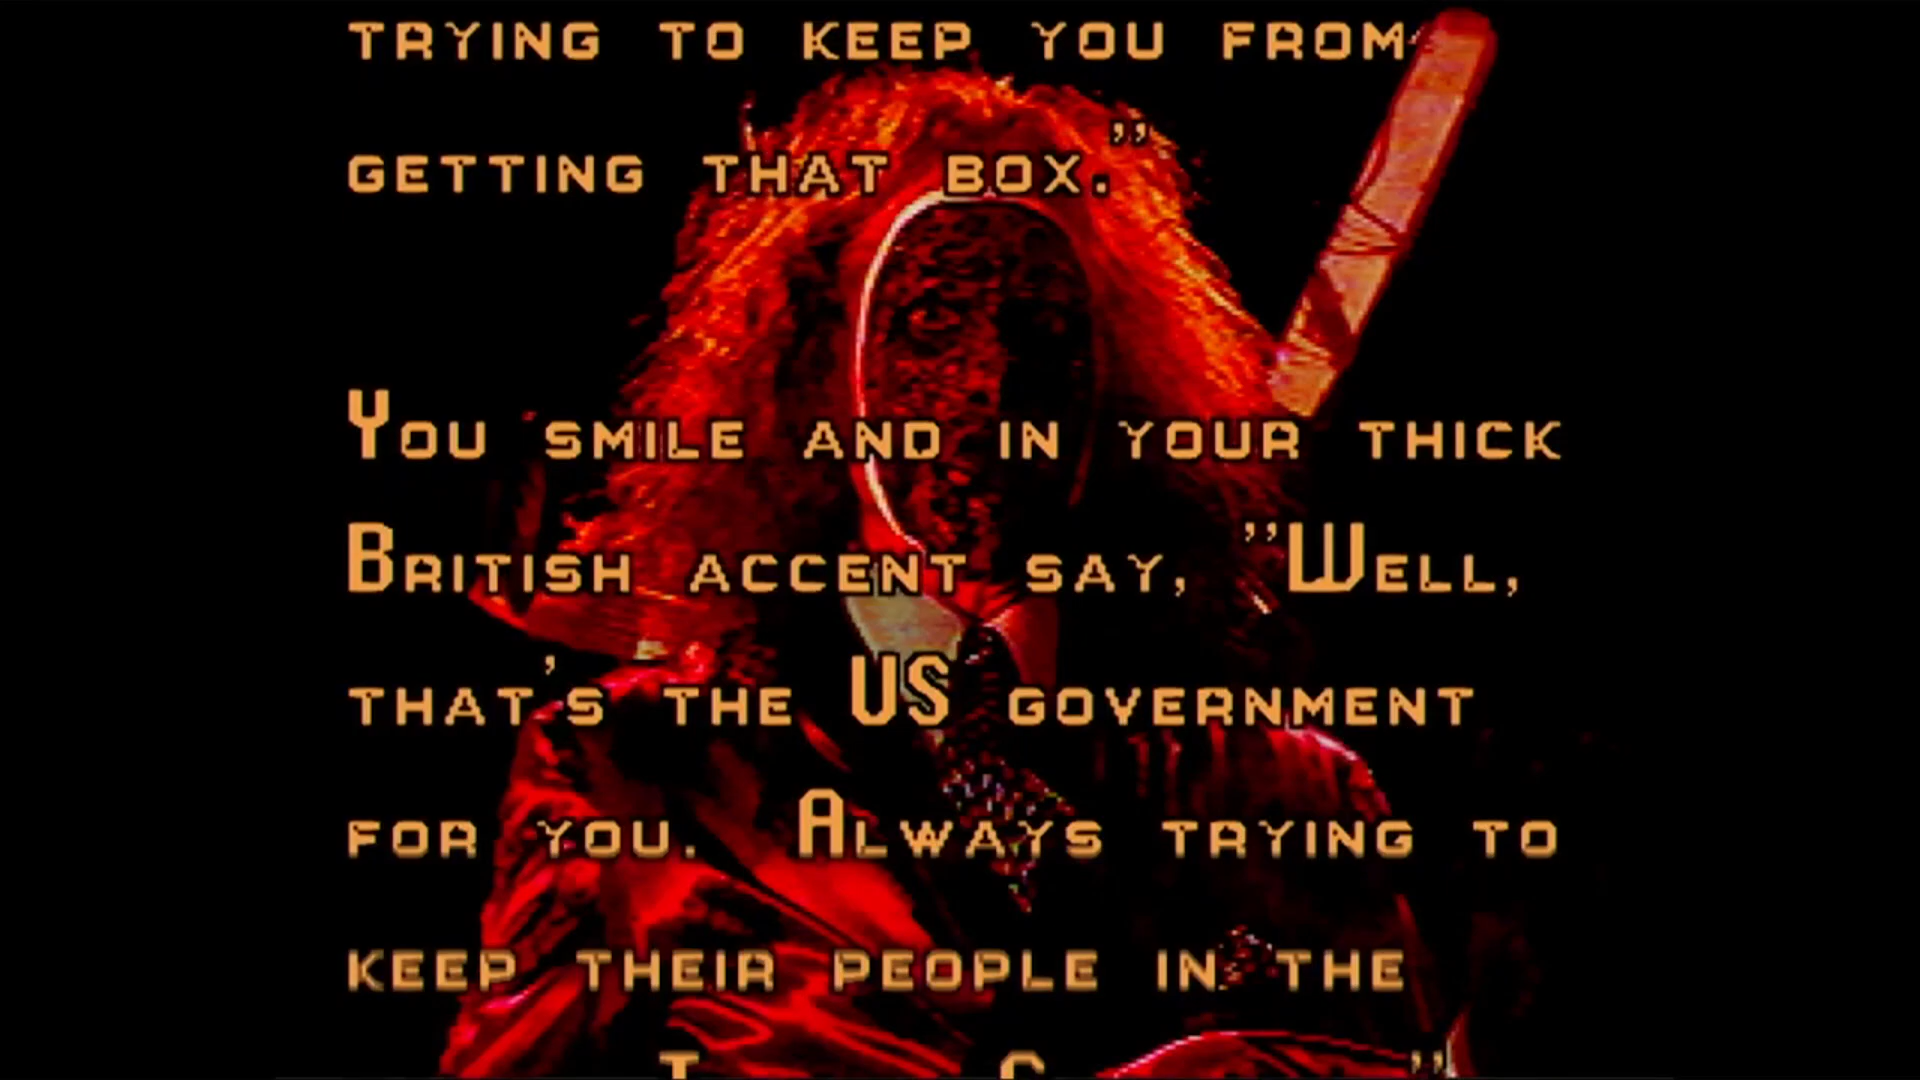 TRYING TO KEEP YOU FROM
GETTING THAT BOX."
YOU SMILE AND IN YOUR THICK
BRITISH ACCENT SAY, "WELL,
THAT'S THE US GOVERNMENT
FOR YOU. ALWAYS TRYING TO
KEEP THEIR PEOPLE IN THE